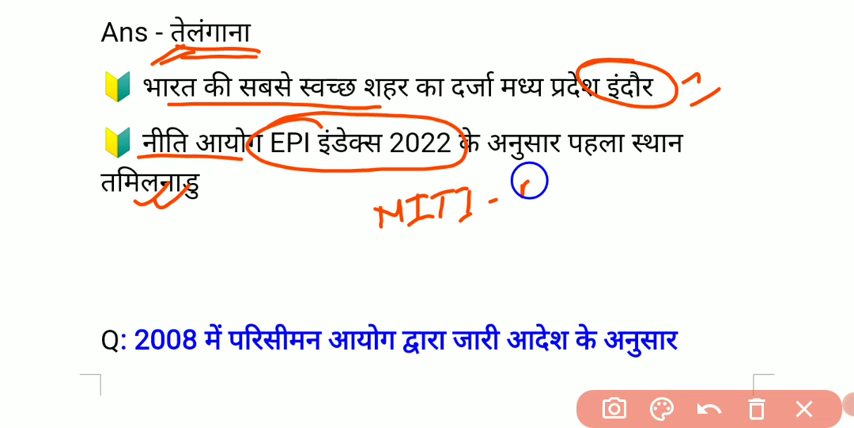 Ans - तेलंगाना
भारत की सबसे स्वच्छ शहर का दर्जा मध्य प्रदेश इंदौर
नीति आयोग EPI इंडेक्स 2022 के अनुसार पहला स्थान
तमिलनाडु
NITI -
Q: 2008 में परिसीमन आयोग द्वारा जारी आदेश के अनुसार